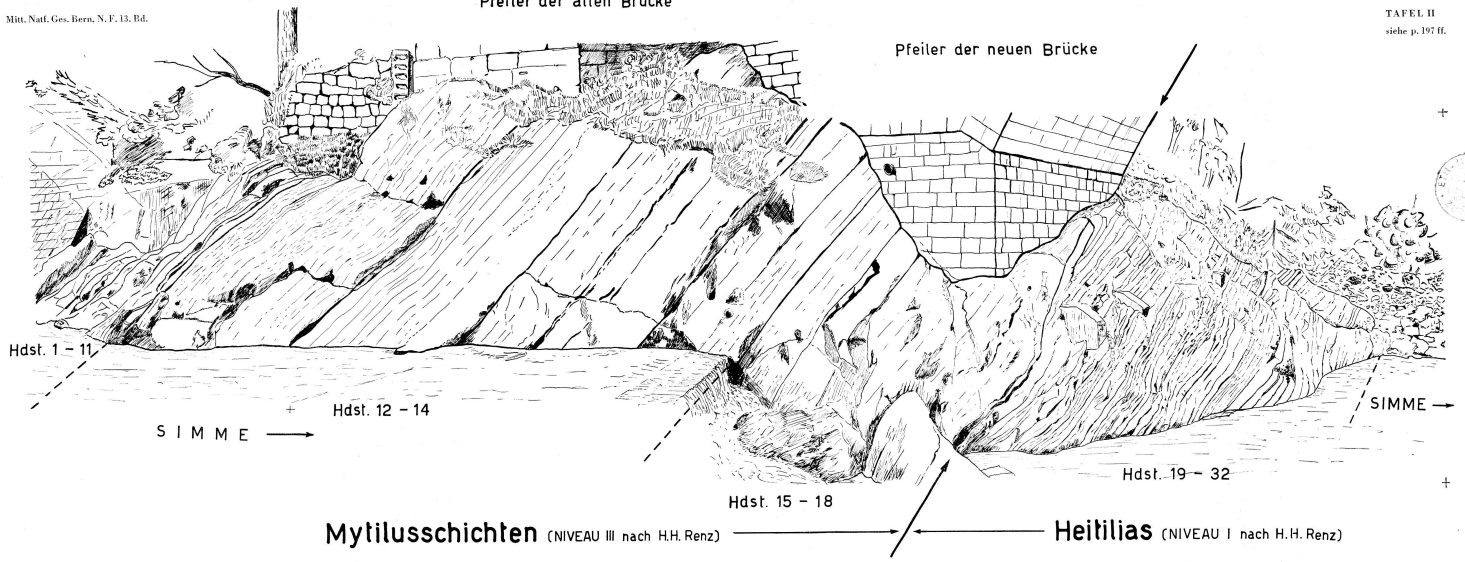 Mitt. Natf. Ges. Bern, N. F. 13. Bd.
Pfeiler der alten Brücke
TAFEL II
siehe p. 197 ff.
Pfeiler der neuen Brücke
Hdst. 1 - 11
Hdst. 12 - 14
SIMME
SIMME
Hdst. 19 - 32
Hdst. 15 - 18
Mytilusschichten (NIVEAU III nach H.H. Renz)
Heitilias (NIVEAU I nach H.H. Renz)